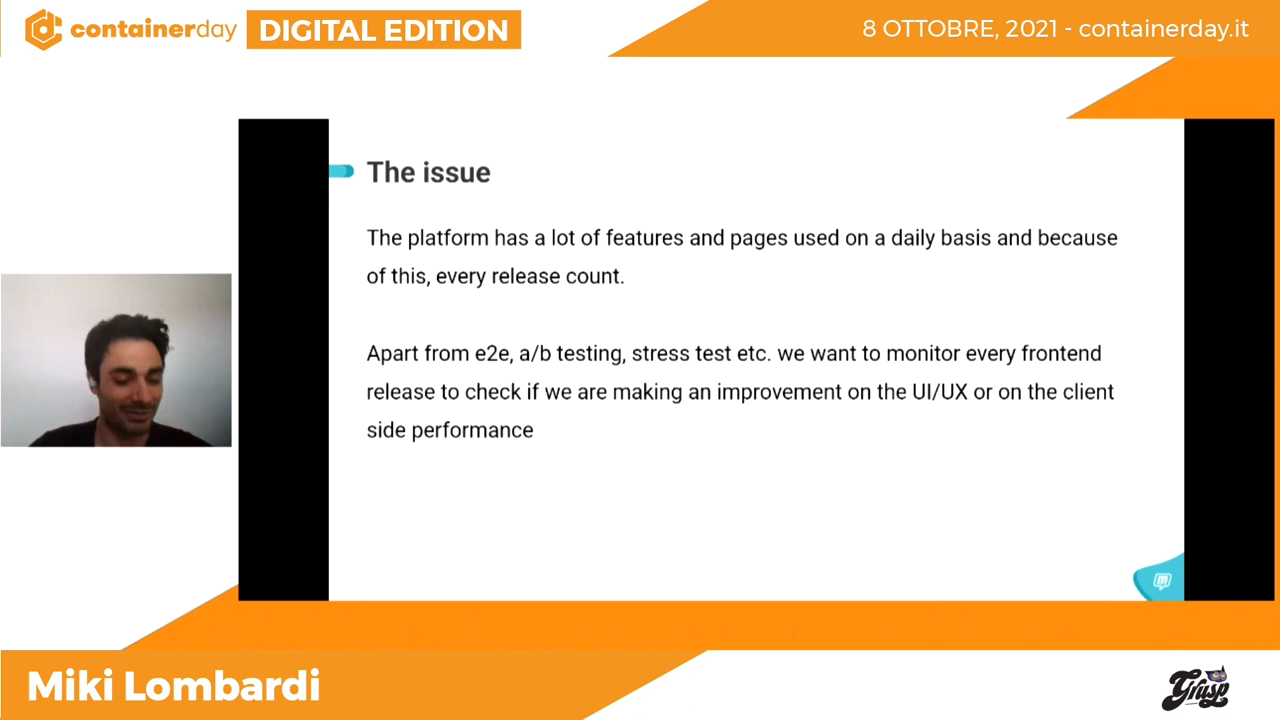 containerday DIGITAL EDITION
8 OTTOBRE, 2021 - containerday.it
The issue
The platform has a lot of features and pages used on a daily basis and because
of this, every release count.
Apart from e2e, a/b testing, stress test etc. we want to monitor every frontend
release to check if we are making an improvement on the UI/UX or on the client
side performance
Miki Lombardi
Grusp